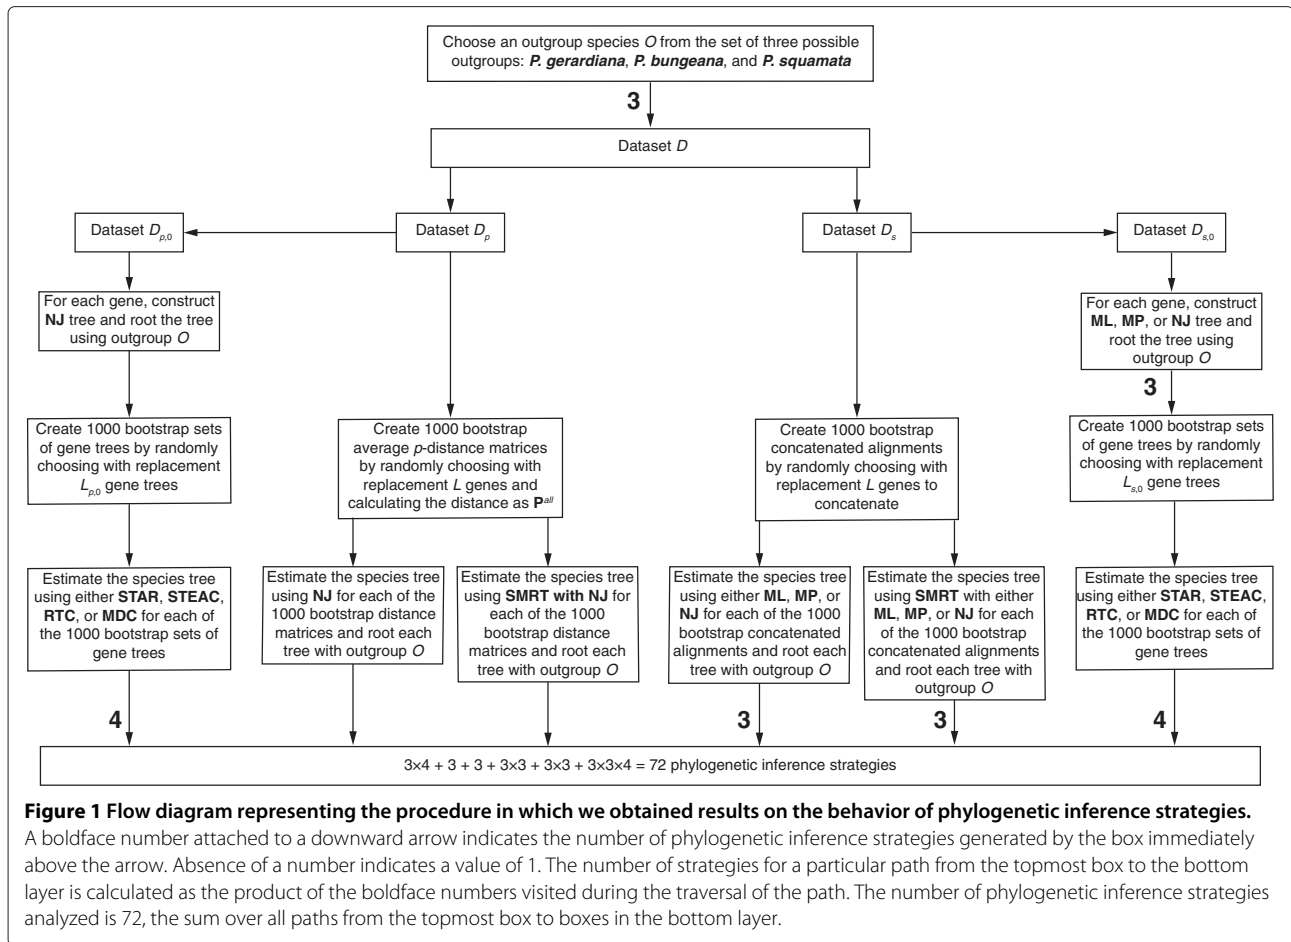 Choose an outgroup species O from the set of three possible
outgroups: P. gerardiana, P. bungeana, and P. squamata
3
Dataset D
Dataset Dp,0
Dataset Dp
Dataset Ds
Dataset Ds,0
For each gene, construct
NJ tree and root the tree
using outgroup O
For each gene, construct
ML, MP, or NJ tree and
root the tree using
outgroup O
3
Create 1000 bootstrap sets
of gene trees by randomly
choosing with replacement
Lp,0 gene trees
Create 1000 bootstrap
average p-distance matrices
by randomly choosing with
replacement L genes and
calculating the distance as Pall
Create 1000 bootstrap
concatenated alignments
by randomly choosing with
replacement L genes to
concatenate
Create 1000 bootstrap sets
of gene trees by randomly
choosing with replacement
Ls,0 gene trees
Estimate the species tree
using either STAR, STEAC,
RTC, or MDC for each of
the 1000 bootstrap sets of
gene trees
Estimate the species tree
using NJ for each of the
1000 bootstrap distance
matrices and root each
tree with outgroup O
Estimate the species tree
using SMRT with NJ for
each of the 1000
bootstrap distance
matrices and root each
tree with outgroup O
Estimate the species tree
using either ML, MP, or
NJ for each of the 1000
bootstrap concatenated
alignments and root each
tree with outgroup O
Estimate the species tree
using SMRT with either
ML, MP, or NJ for each
of the 1000 bootstrap
concatenated alignments
and root each tree with
outgroup O
Estimate the species tree
using either STAR, STEAC,
RTC, or MDC for each of
the 1000 bootstrap sets of
gene trees
4
3
3
4
3×4 + 3 + 3 + 3×3 + 3×3 + 3×3×4 = 72 phylogenetic inference strategies
Figure 1 Flow diagram representing the procedure in which we obtained results on the behavior of phylogenetic inference strategies.
A boldface number attached to a downward arrow indicates the number of phylogenetic inference strategies generated by the box immediately
above the arrow. Absence of a number indicates a value of 1. The number of strategies for a particular path from the topmost box to the bottom
layer is calculated as the product of the boldface numbers visited during the traversal of the path. The number of phylogenetic inference strategies
analyzed is 72, the sum over all paths from the topmost box to boxes in the bottom layer.